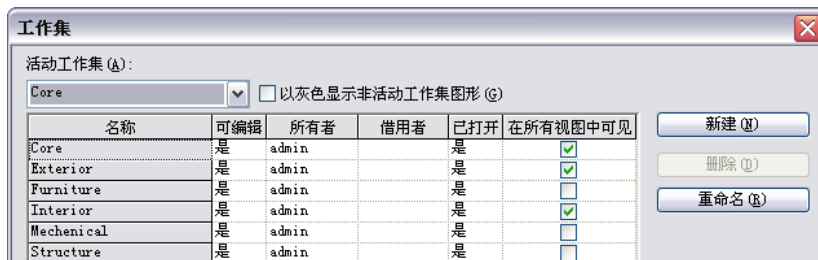 工作集
活动工作集(A):
Core
以灰色显示非活动工作集图形(G)
名称 可编辑 所有者 借用者 已打开 在所有视图中可见 新建(N)
Core 是 admin 是
Exterior 是 admin 是 删除(D)
Furniture 是 admin 是
Interior 是 admin 是 重命名(R)
Mechenical 是 admin 是
Structure 是 admin 是